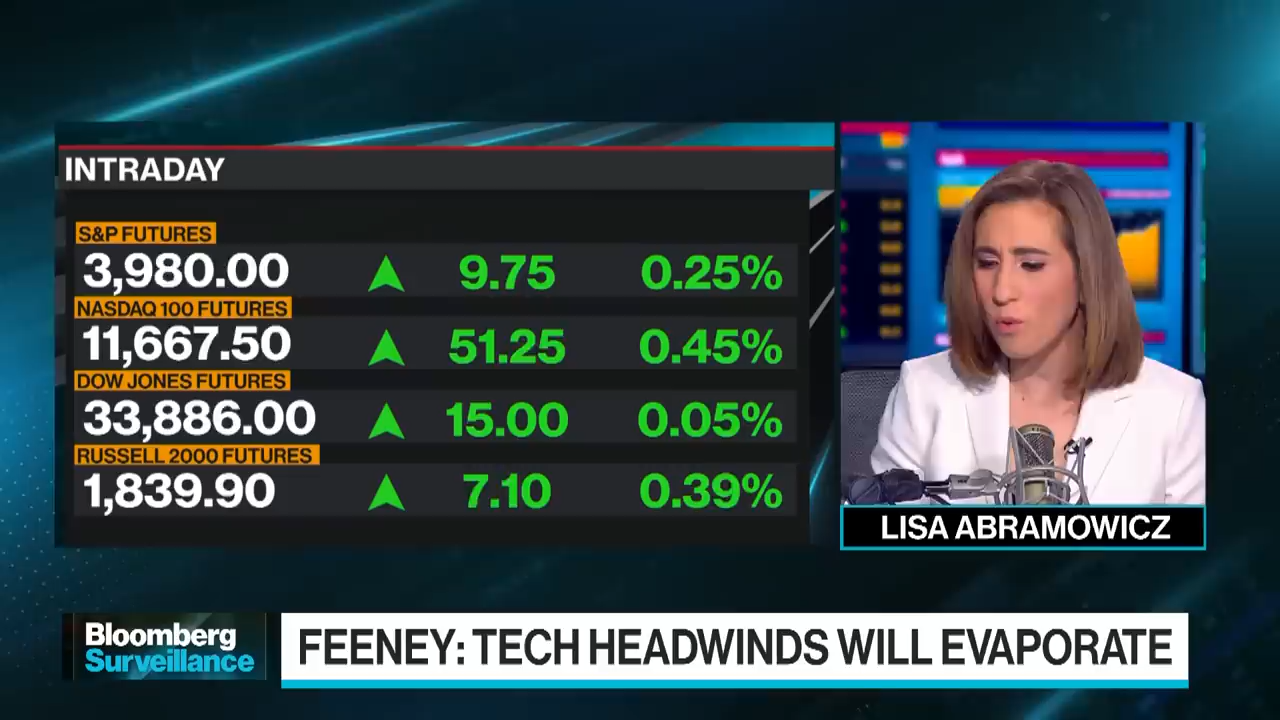 INTRADAY
S&P FUTURES
3,980.00 ▲ 9.75 0.25%
NASDAQ 100 FUTURES
11,667.50 ▲ 51.25 0.45%
DOW JONES FUTURES
33,886.00 ▲ 15.00 0.05%
RUSSELL 2000 FUTURES
1,839.90 ▲ 7.10 0.39%
LISA ABRAMOWICZ
Bloomberg
Surveillance
FEENEY: TECH HEADWINDS WILL EVAPORATE